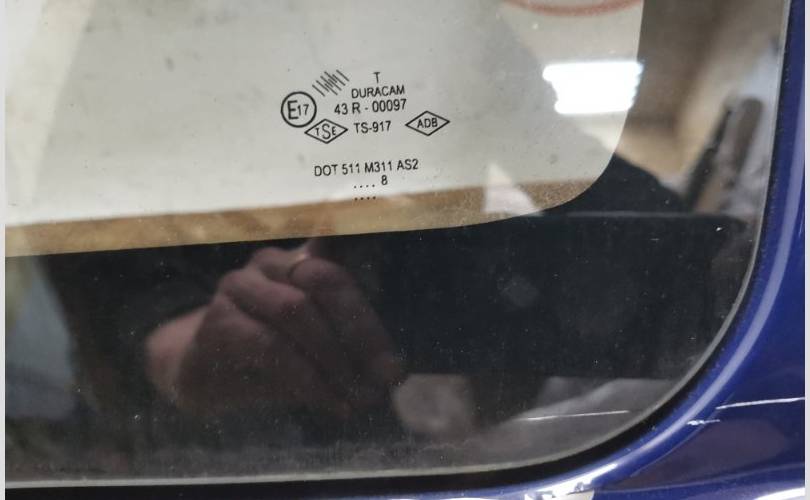 T
DURACAM
E17 43 R - 00097
TSE TS-917 ADB
DOT 511 M311 AS2
.... 8
....